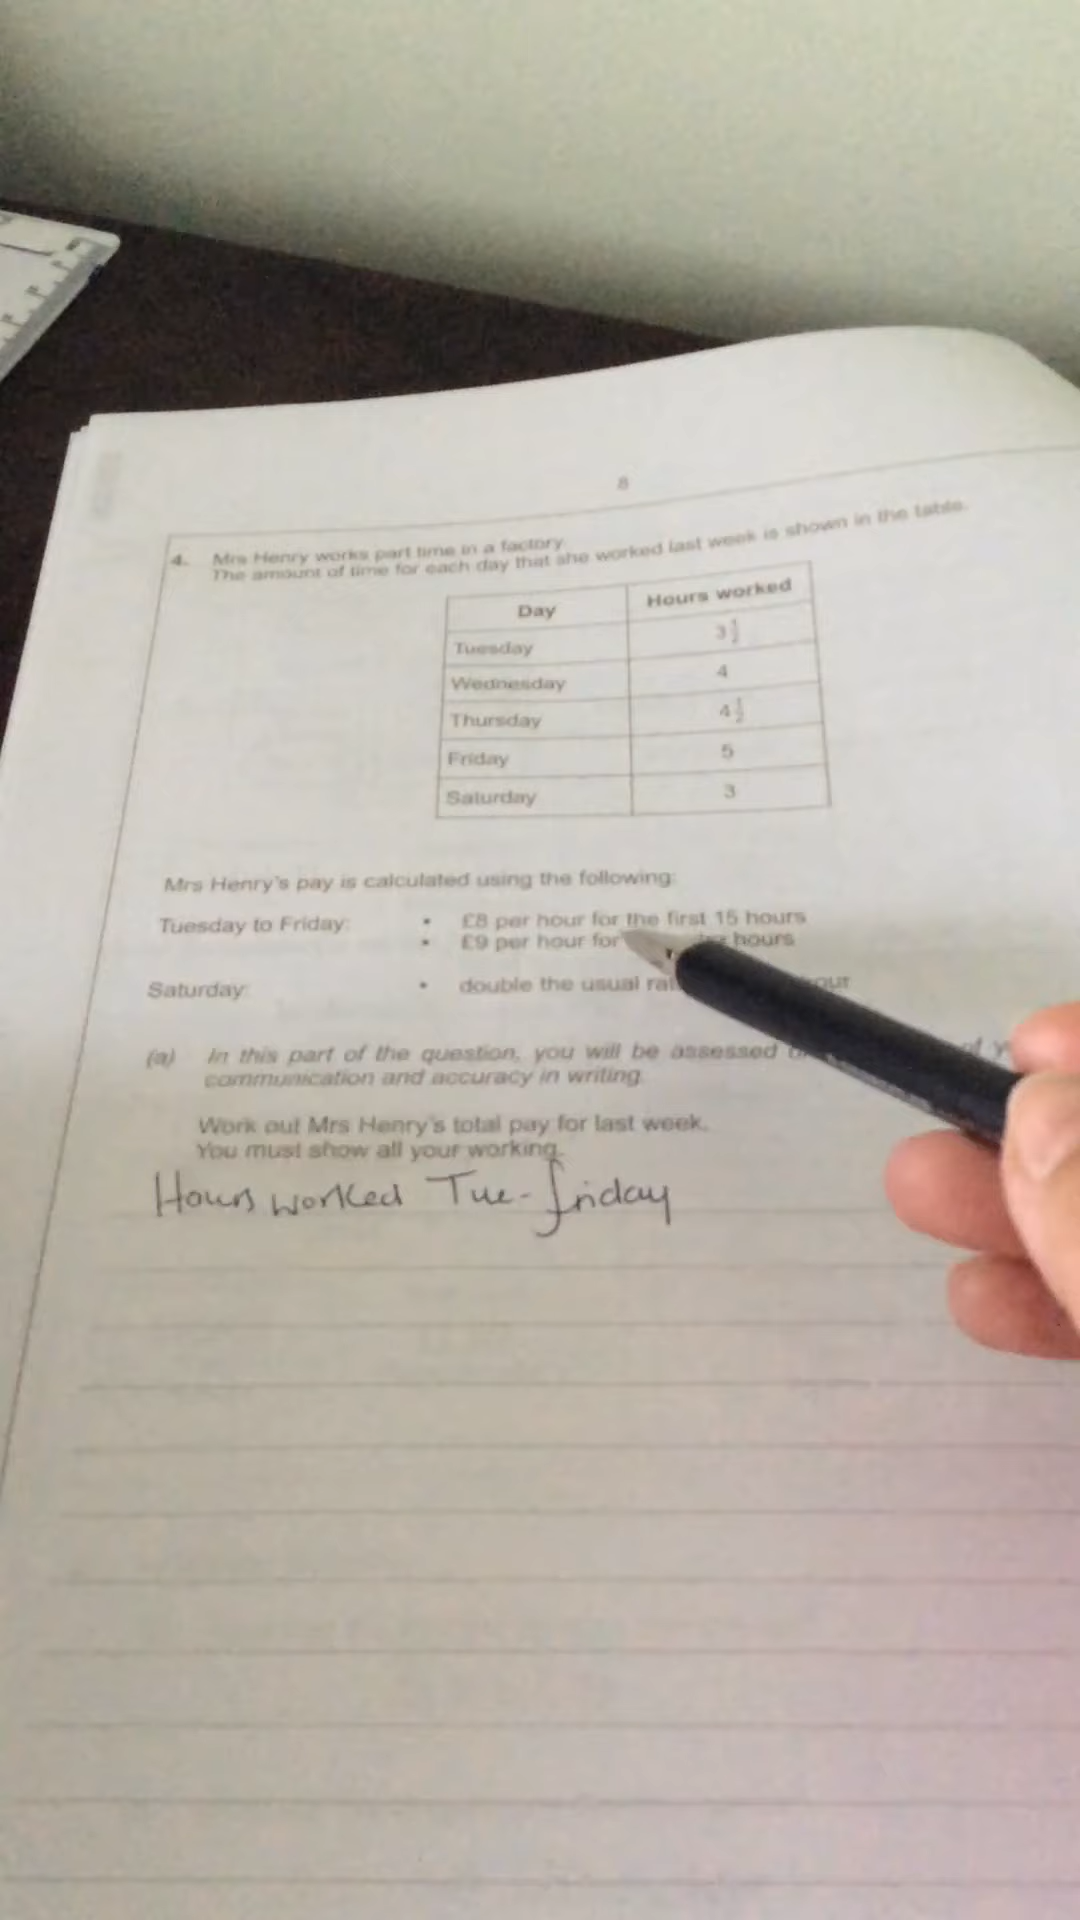 8
4. Mrs Henry works part time in a factory.
The amount of time for each day that she worked last week is shown in the table.
Day Hours worked
Tuesday 3 1/2
Wednesday 4
Thursday 4 1/2
Friday 5
Saturday 3
Mrs Henry's pay is calculated using the following:
Tuesday to Friday: • £8 per hour for the first 15 hours
• £9 per hour for hours
Saturday: • double the usual
(a) In this part of the question, you will be assessed
communication and accuracy in writing.
Work out Mrs Henry's total pay for last week.
You must show all your working.
Hours worked Tue-friday